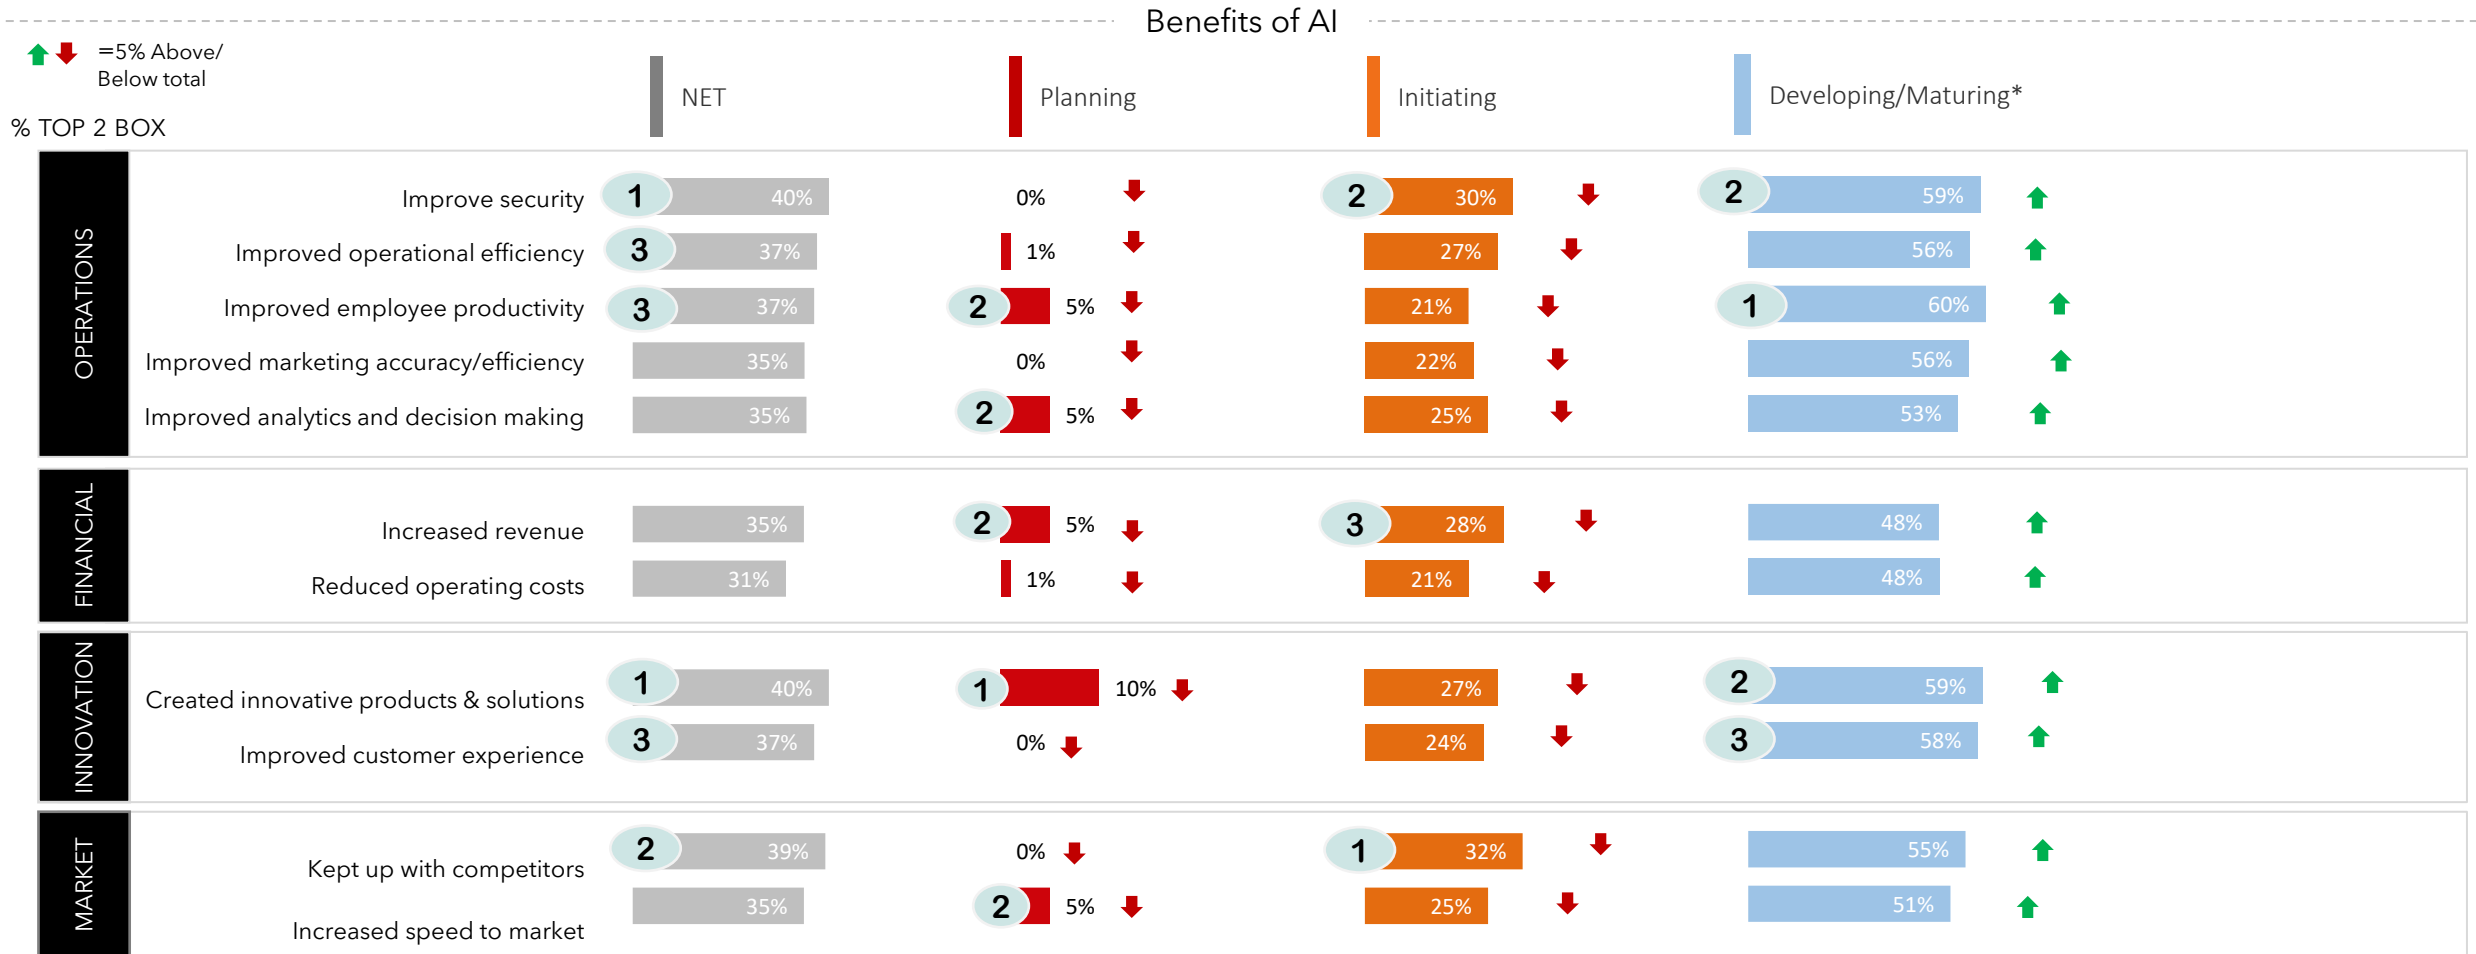 Benefits of AI
=5% Above/
Below total
% TOP 2 BOX
NET
Planning
Initiating
Developing/Maturing*
OPERATIONS
Improve security
1
40%
0%
2
30%
2
59%
Improved operational efficiency
3
37%
1%
27%
56%
Improved employee productivity
3
37%
2
5%
21%
1
60%
Improved marketing accuracy/efficiency
35%
0%
22%
56%
Improved analytics and decision making
35%
2
5%
25%
53%
FINANCIAL
Increased revenue
35%
2
5%
3
28%
48%
Reduced operating costs
31%
1%
21%
48%
INNOVATION
Created innovative products & solutions
1
40%
1
10%
27%
2
59%
Improved customer experience
3
37%
0%
24%
3
58%
MARKET
Kept up with competitors
2
39%
0%
1
32%
55%
Increased speed to market
35%
2
5%
25%
51%